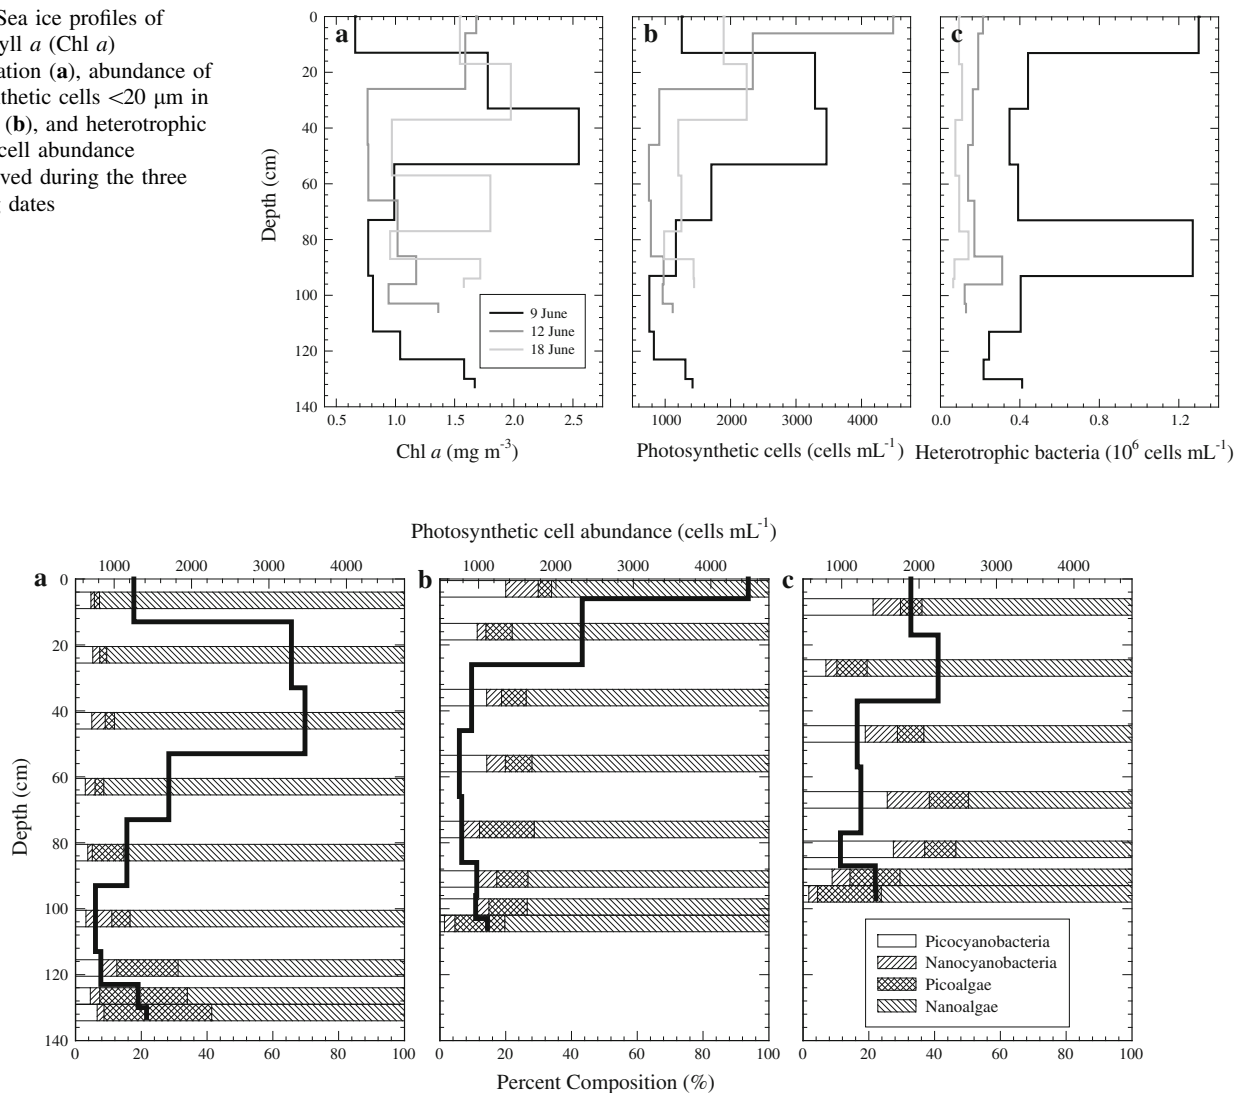 Sea ice profiles of
yll a (Chl a)
ation (a), abundance of
nthetic cells <20 μm in
(b), and heterotrophic
cell abundance
ved during the three
g dates
a
b
c
0
20
40
60
80
100
120
140
Depth (cm)
9 June
12 June
18 June
0.5 1.0 1.5 2.0 2.5
1000 2000 3000 4000
0.0 0.4 0.8 1.2
Chl a (mg m-3)
Photosynthetic cells (cells mL-1)
Heterotrophic bacteria (10^6 cells mL-1)
Photosynthetic cell abundance (cells mL-1)
1000 2000 3000 4000
1000 2000 3000 4000
1000 2000 3000 4000
a
b
c
0
20
40
60
80
100
120
140
Depth (cm)
Picocyanobacteria
Nanocyanobacteria
Picoalgae
Nanoalgae
0 20 40 60 80 100
0 20 40 60 80 100
0 20 40 60 80 100
Percent Composition (%)